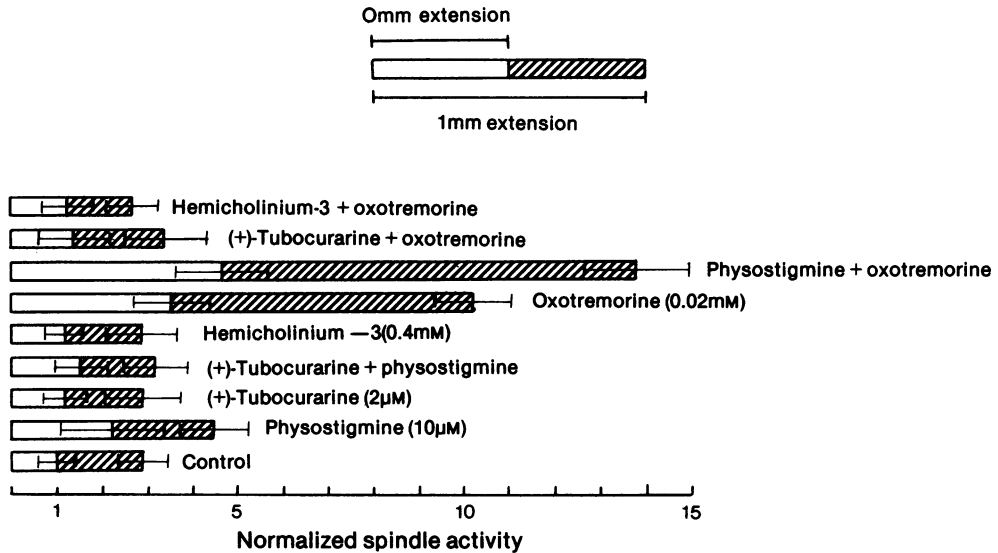 0mm extension
1mm extension
Hemicholinium-3 + oxotremorine
(+)-Tubocurarine + oxotremorine
Physostigmine + oxotremorine
Oxotremorine (0.02mM)
Hemicholinium —3(0.4mM)
(+)-Tubocurarine + physostigmine
(+)-Tubocurarine (2μM)
Physostigmine (10μM)
Control
1 5 10 15
Normalized spindle activity